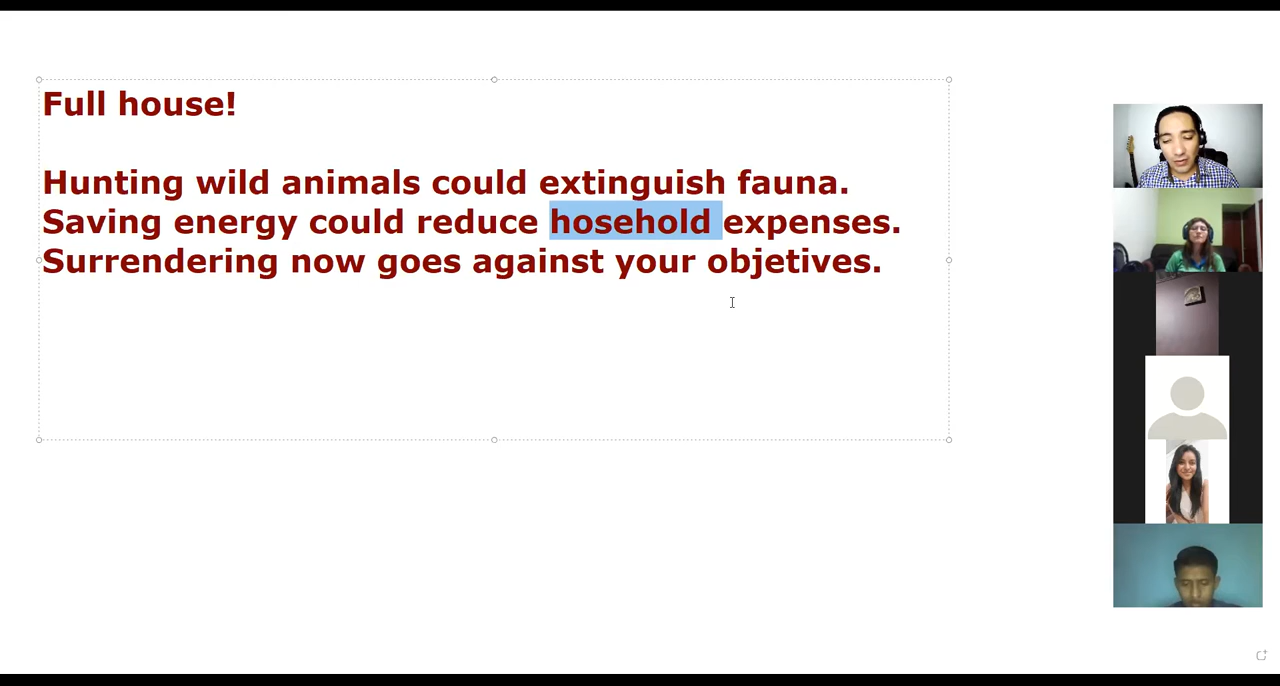 Full house!
Hunting wild animals could extinguish fauna.
Saving energy could reduce hosehold expenses.
Surrendering now goes against your objetives.